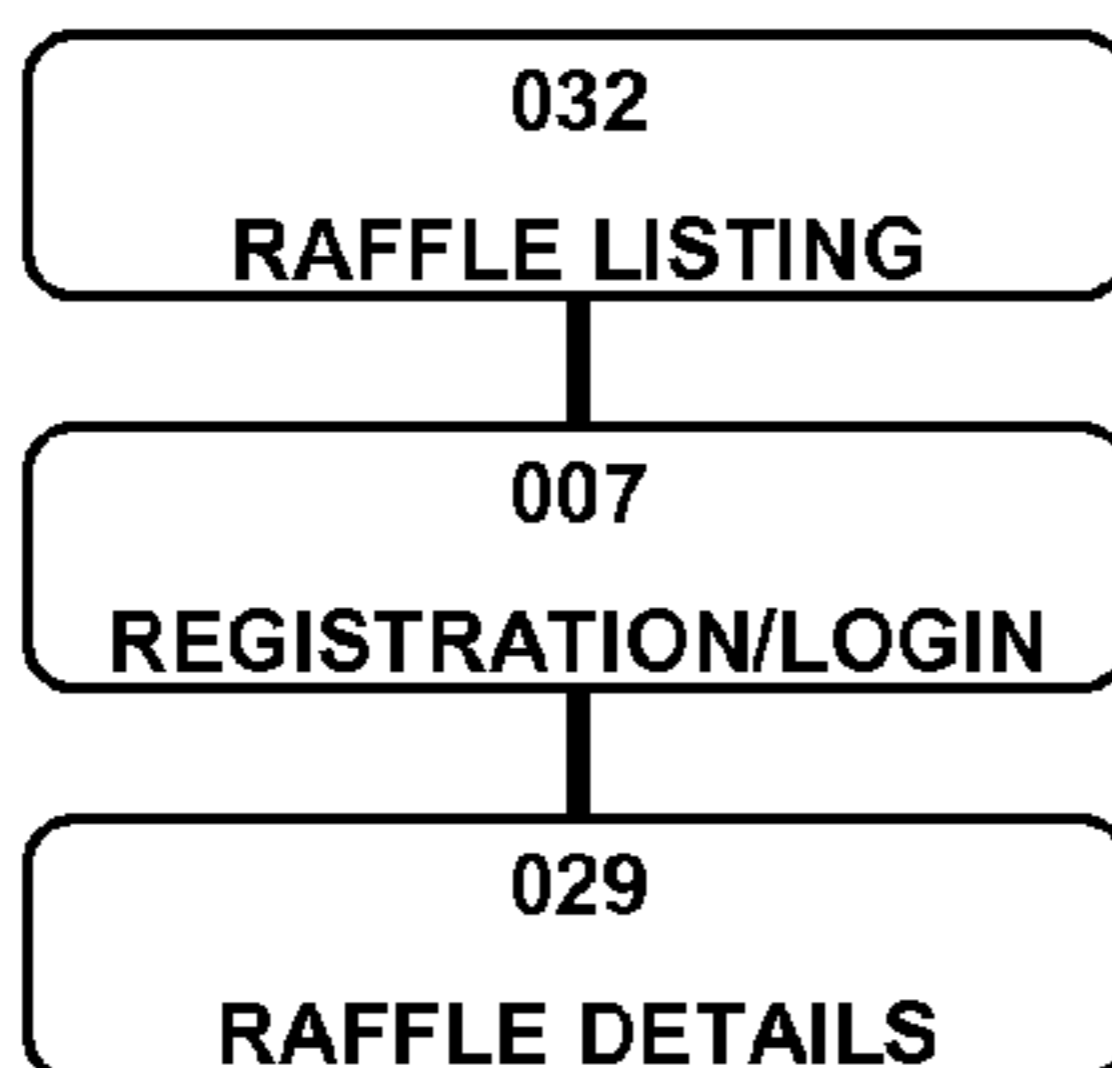 032
RAFFLE LISTING
007
REGISTRATION/LOGIN
029
RAFFLE DETAILS